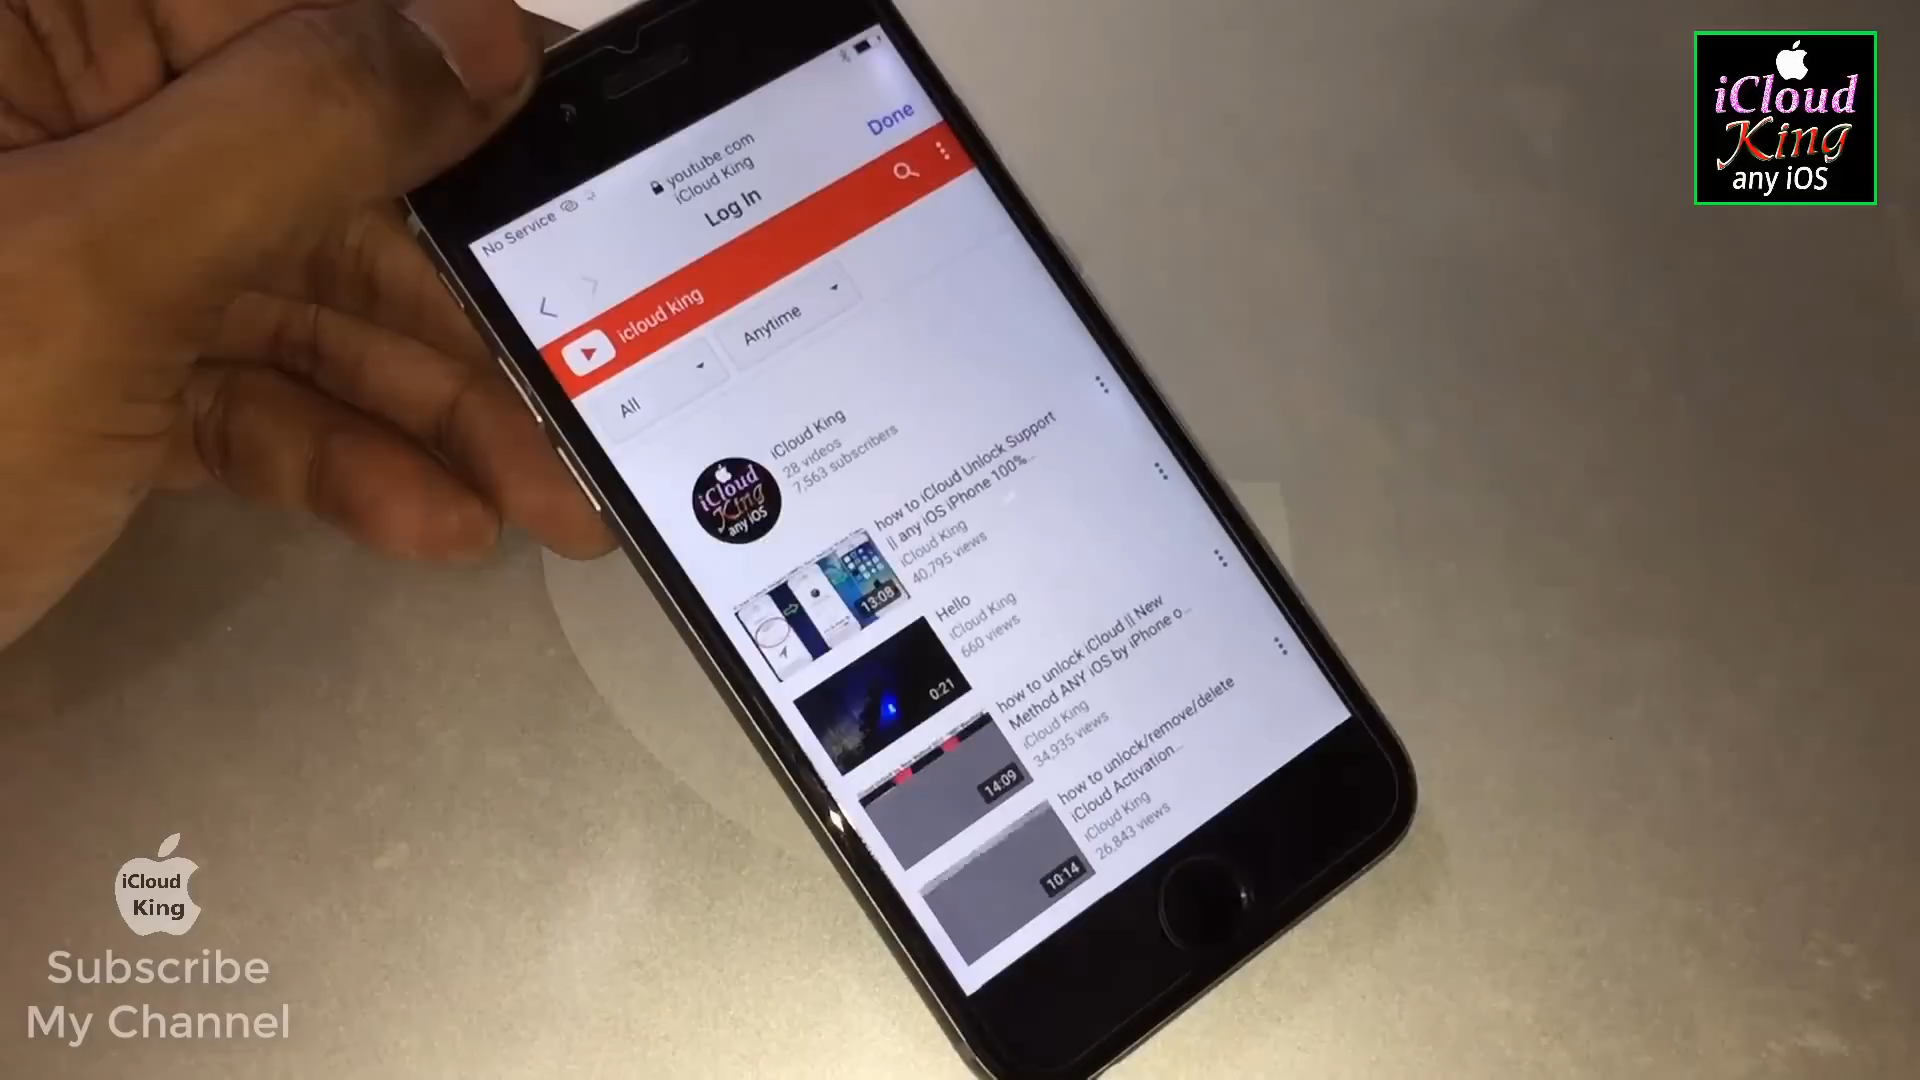 iCloud
King
any iOS
No Service
youtube.com
iCloud King
Log In
Done
icloud king
All
Anytime
iCloud King
28 videos
7,563 subscribers
iCloud
King
any iOS
how to iCloud Unlock Support
|| any iOS iPhone 100%...
iCloud King
40,795 views
13:08
Hello
iCloud King
660 views
0:21
how to unlock iCloud || New
Method ANY iOS by iPhone o...
iCloud King
34,935 views
14:09
how to unlock/remove/delete
iCloud Activation...
iCloud King
26,843 views
10:14
iCloud
King
Subscribe
My Channel